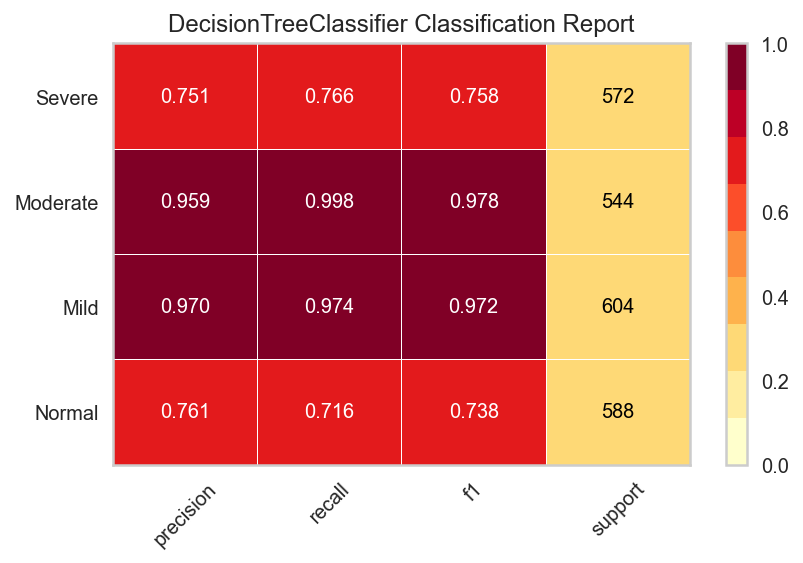 DecisionTreeClassifier Classification Report
Severe 0.751 0.766 0.758 572
Moderate 0.959 0.998 0.978 544
Mild 0.970 0.974 0.972 604
Normal 0.761 0.716 0.738 588
precision recall f1 support
1.0
0.8
0.6
0.4
0.2
0.0